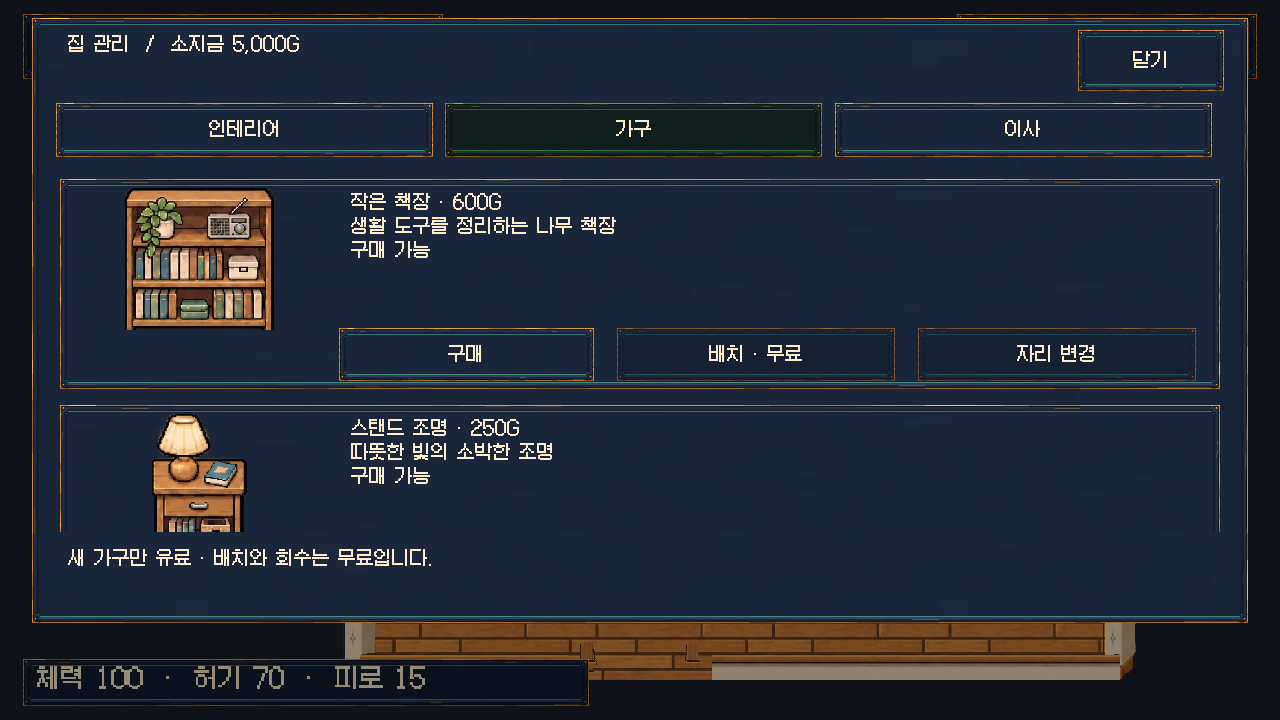 집 관리 / 소지금 5,000G
닫기
인테리어
가구
이사
작은 책장 · 600G
생활 도구를 정리하는 나무 책장
구매 가능
구매
배치 · 무료
자리 변경
스탠드 조명 · 250G
따뜻한 빛의 소박한 조명
구매 가능
새 가구만 유료 · 배치와 회수는 무료입니다.
체력 100 · 허기 70 · 피로 15